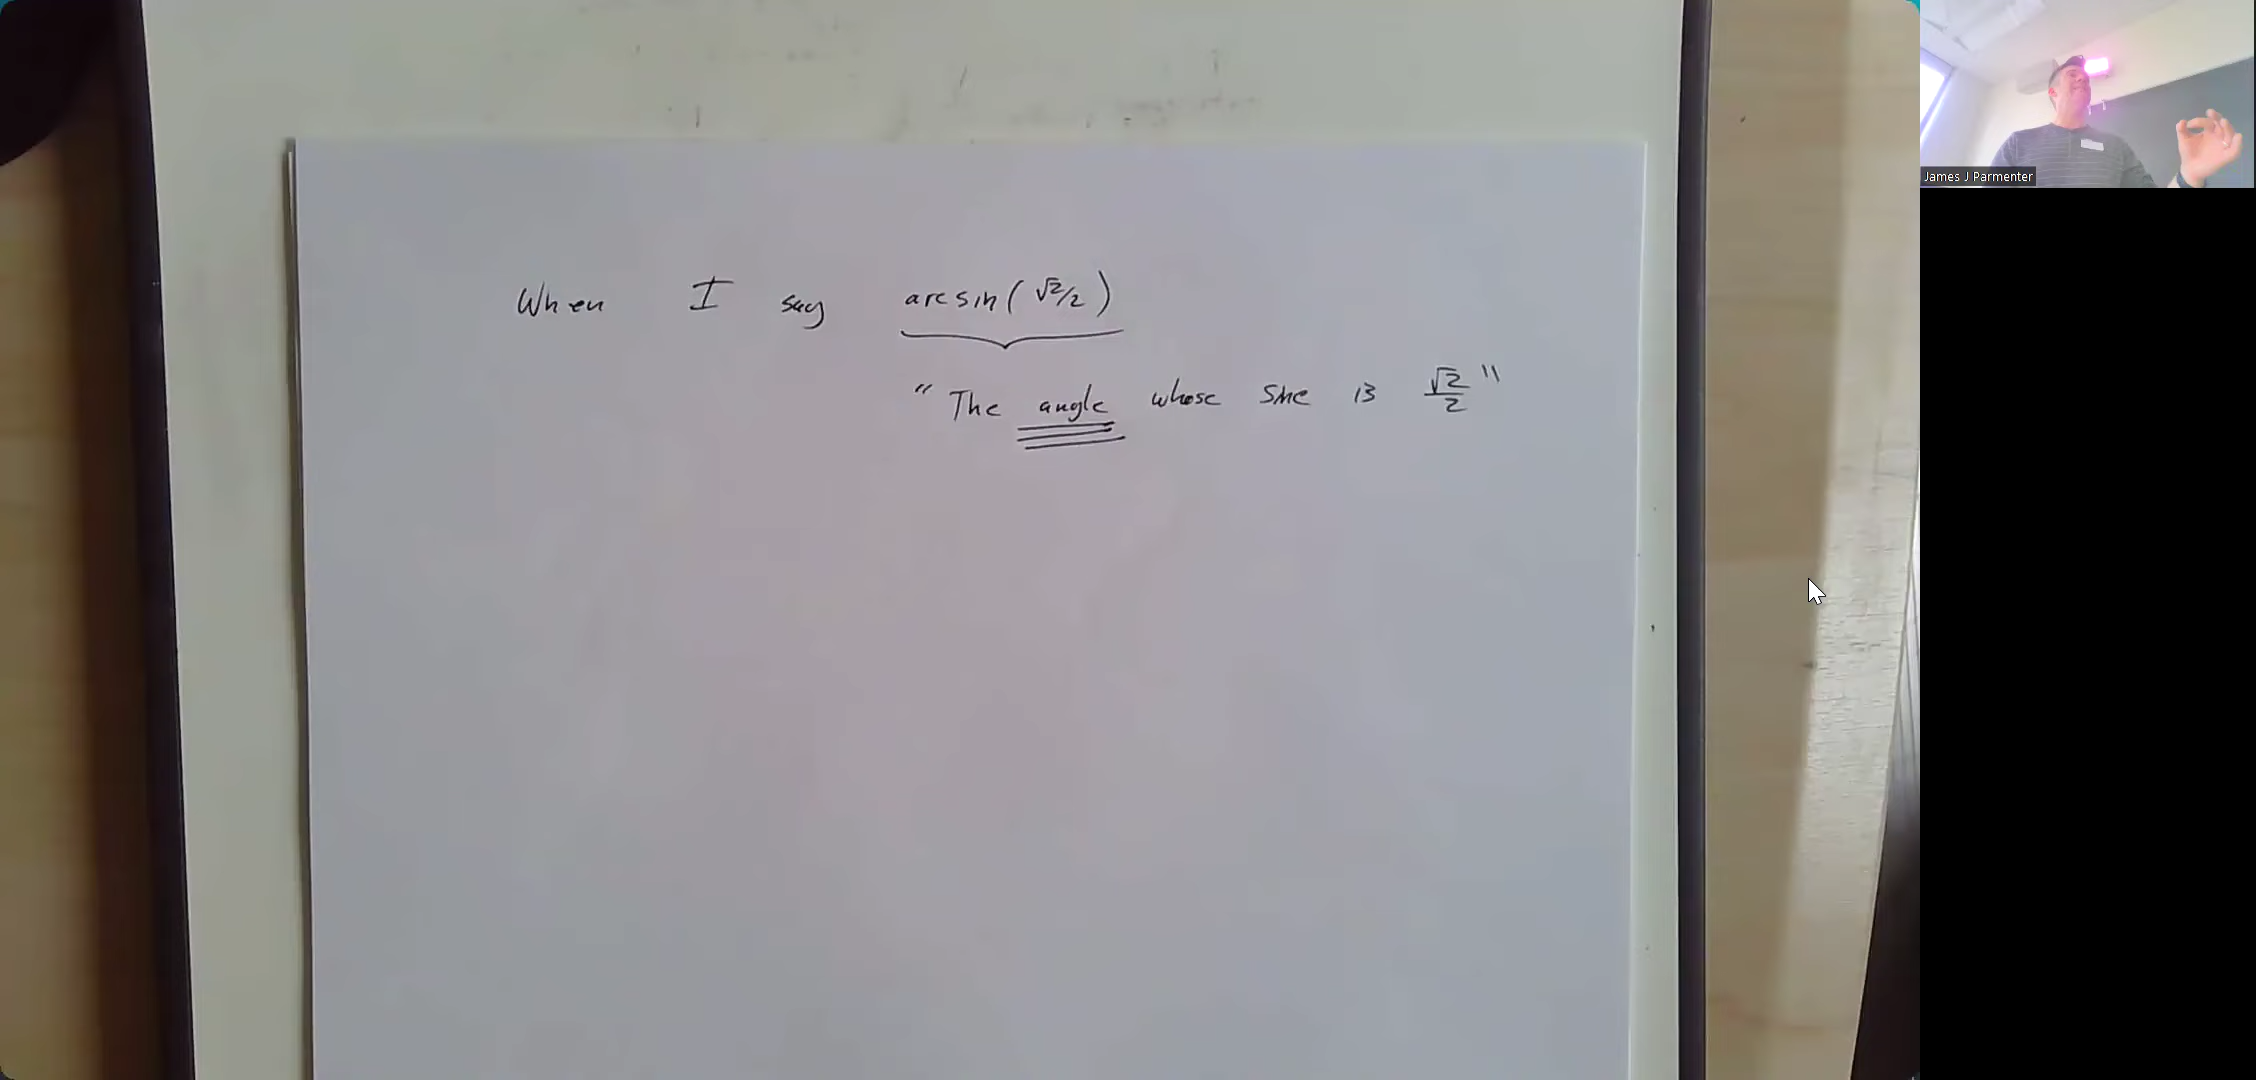 When I say arcsin(√2/2)
"The angle whose sine is √2/2"
James J Parmenter